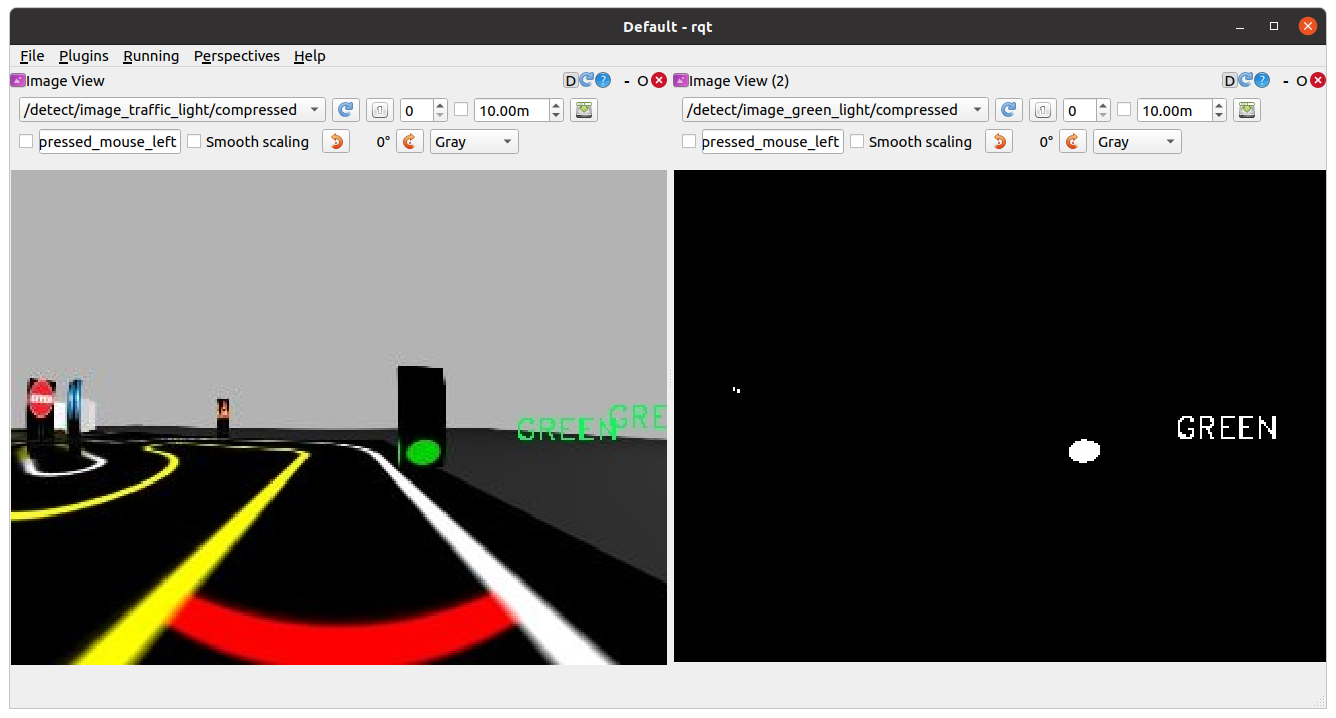 Default - rqt
File Plugins Running Perspectives Help
Image View D ? - O
/detect/image_traffic_light/compressed 0 10.00m
pressed_mouse_left Smooth scaling 0° Gray
GREEN
GRE
Image View (2) D ? - O
/detect/image_green_light/compressed 0 10.00m
pressed_mouse_left Smooth scaling 0° Gray
GREEN